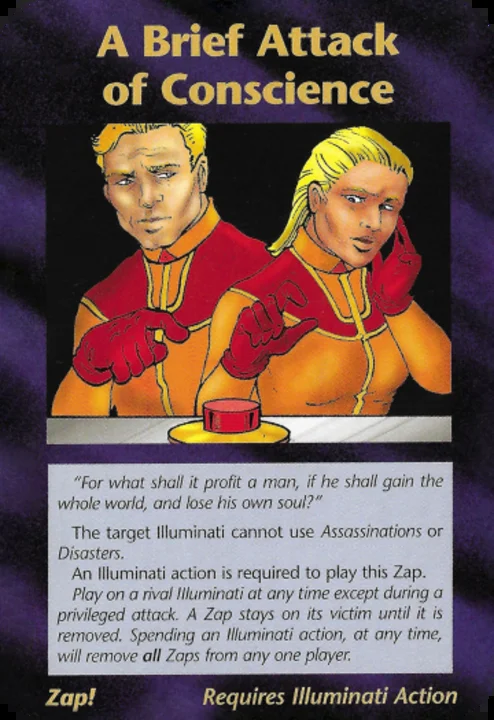 A Brief Attack
of Conscience
"For what shall it profit a man, if he shall gain the
whole world, and lose his own soul?"
The target Illuminati cannot use Assassinations or
Disasters.
An Illuminati action is required to play this Zap.
Play on a rival Illuminati at any time except during a
privileged attack. A Zap stays on its victim until it is
removed. Spending an Illuminati action, at any time,
will remove all Zaps from any one player.
Zap!
Requires Illuminati Action